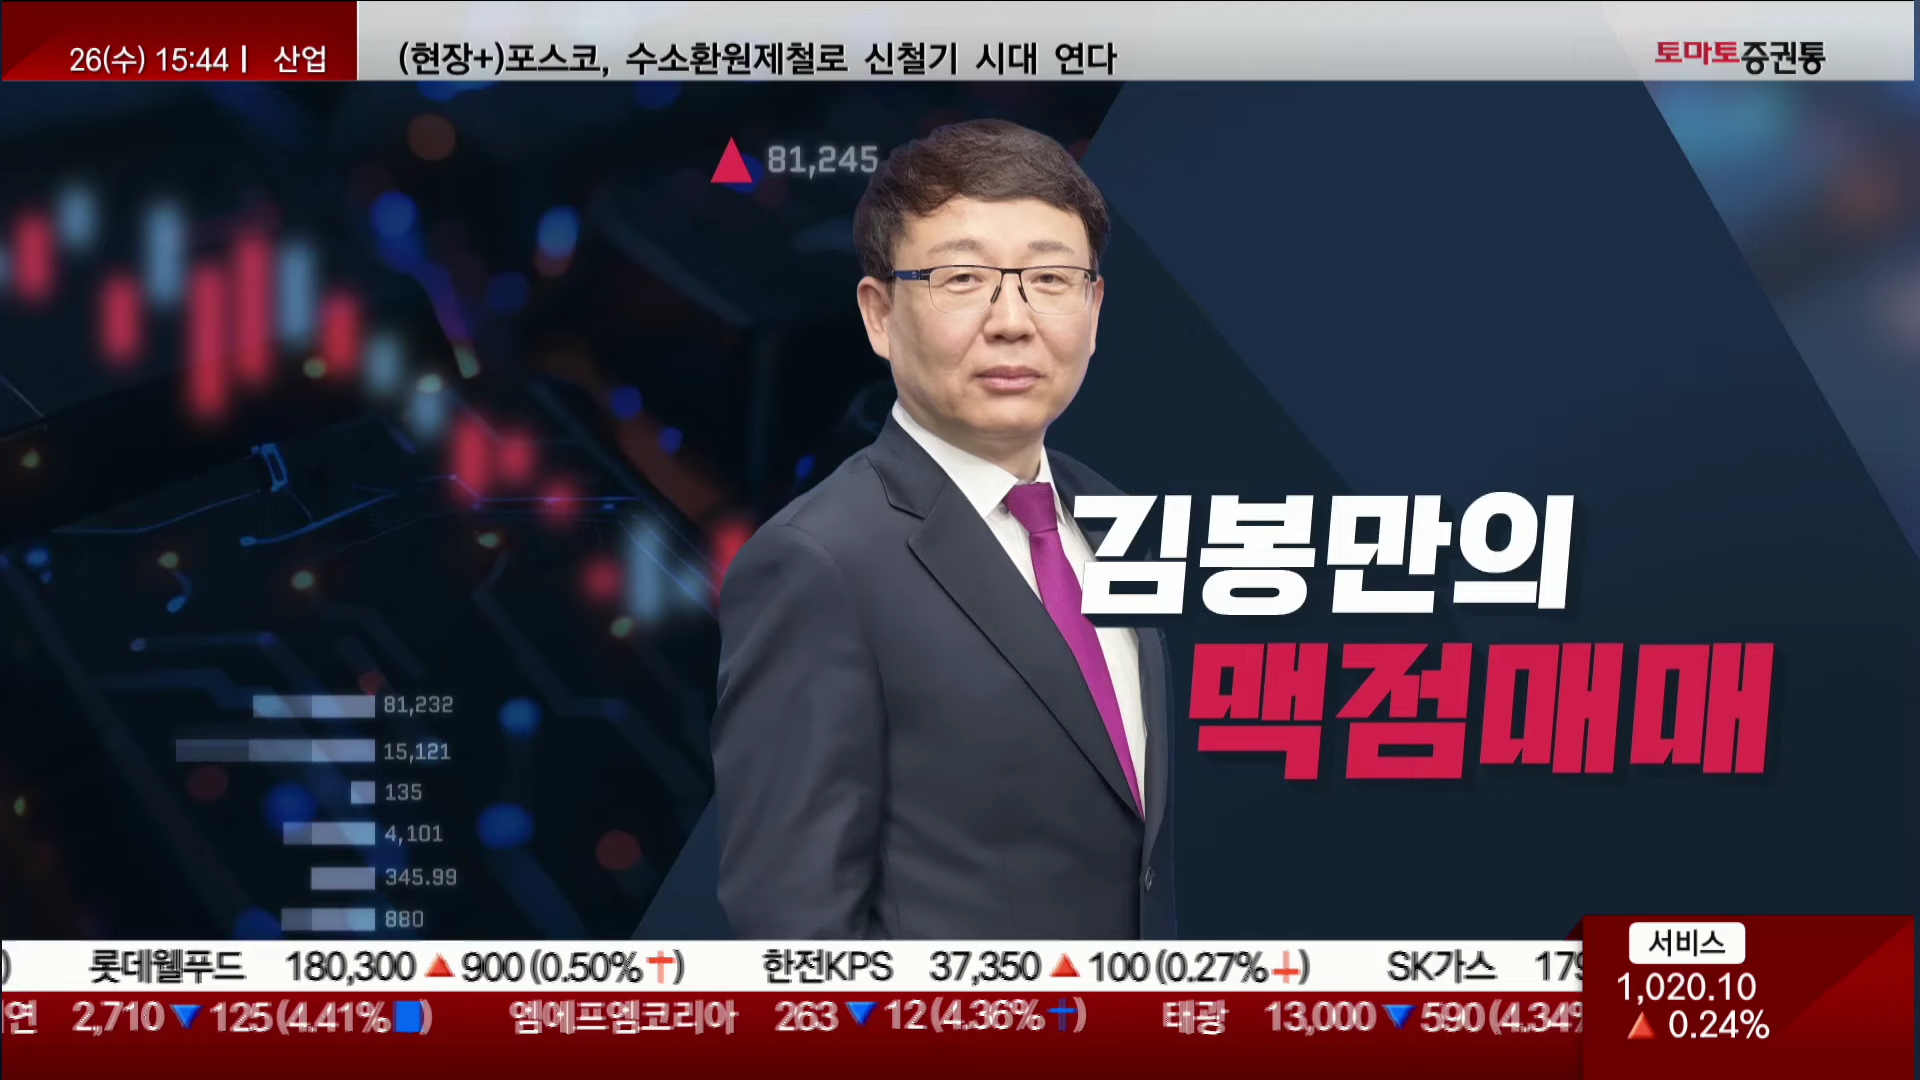 26(수) 15:44 | 산업
(현장+)포스코, 수소환원제철로 신철기 시대 연다
토마토증권통
▲ 81,245
김봉만의
맥점매매
81,232
15,121
135
4,101
345.99
880
) 롯데웰푸드 180,300 ▲ 900 (0.50%↑) 한전KPS 37,350 ▲ 100 (0.27%) SK가스 179
연 2,710 ▼ 125 (4.41%) 엠에프엠코리아 263 ▼ 12 (4.36%) 태광 13,000 ▼ 590 (4.34%
서비스
1,020.10
▲ 0.24%